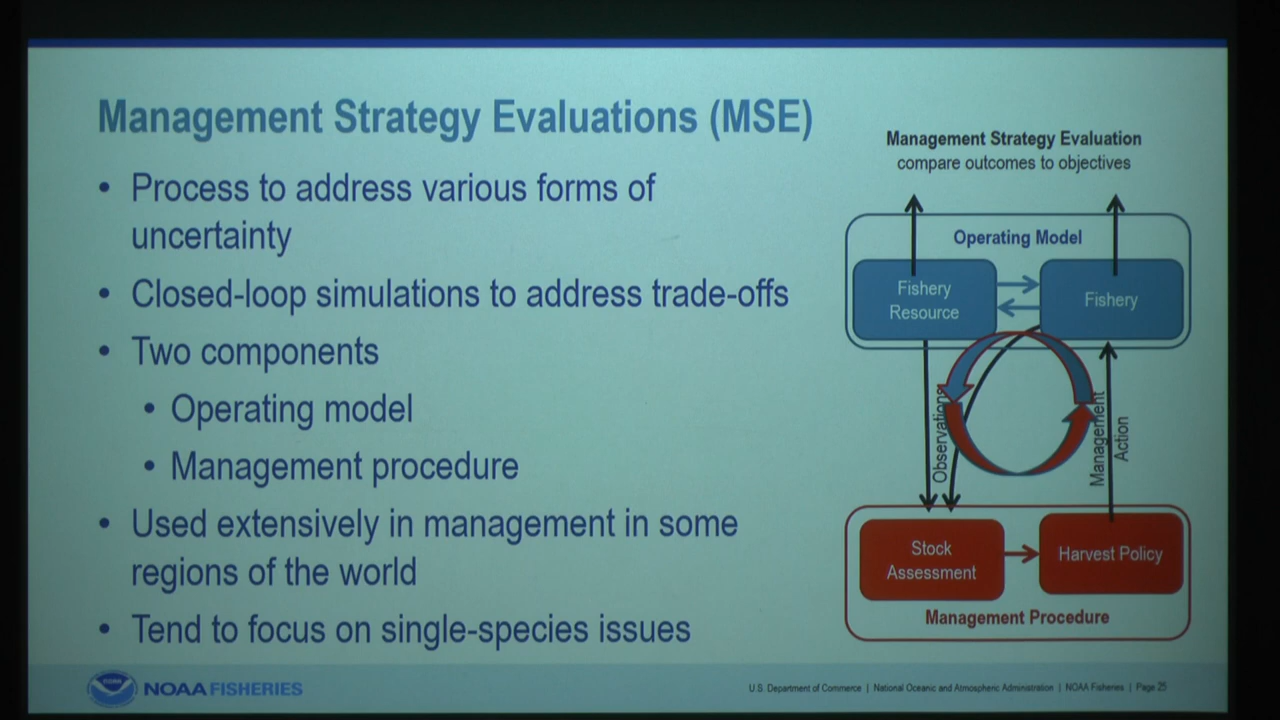 Management Strategy Evaluations (MSE)
• Process to address various forms of
uncertainty
• Closed-loop simulations to address trade-offs
• Two components
• Operating model
• Management procedure
• Used extensively in management in some
regions of the world
• Tend to focus on single-species issues
Management Strategy Evaluation
compare outcomes to objectives
Operating Model
Fishery
Resource
Fishery
Observations
Management
Action
Stock
Assessment
Harvest Policy
Management Procedure
NOAA FISHERIES
U.S. Department of Commerce | National Oceanic and Atmospheric Administration | NOAA Fisheries | Page 25